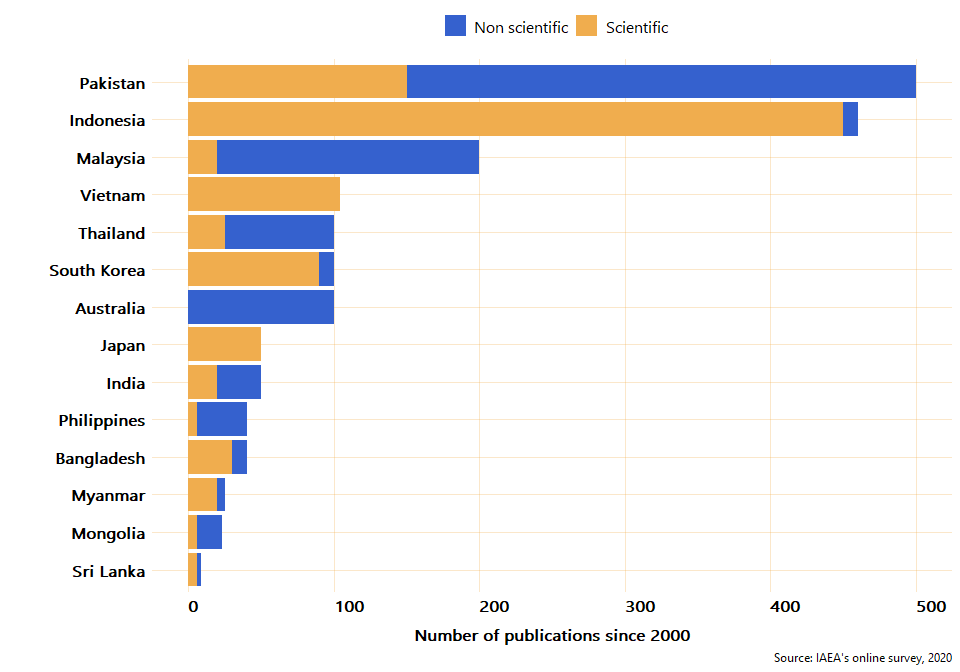 Non scientific Scientific
Pakistan
Indonesia
Malaysia
Vietnam
Thailand
South Korea
Australia
Japan
India
Philippines
Bangladesh
Myanmar
Mongolia
Sri Lanka
0 100 200 300 400 500
Number of publications since 2000
Source: IAEA's online survey, 2020